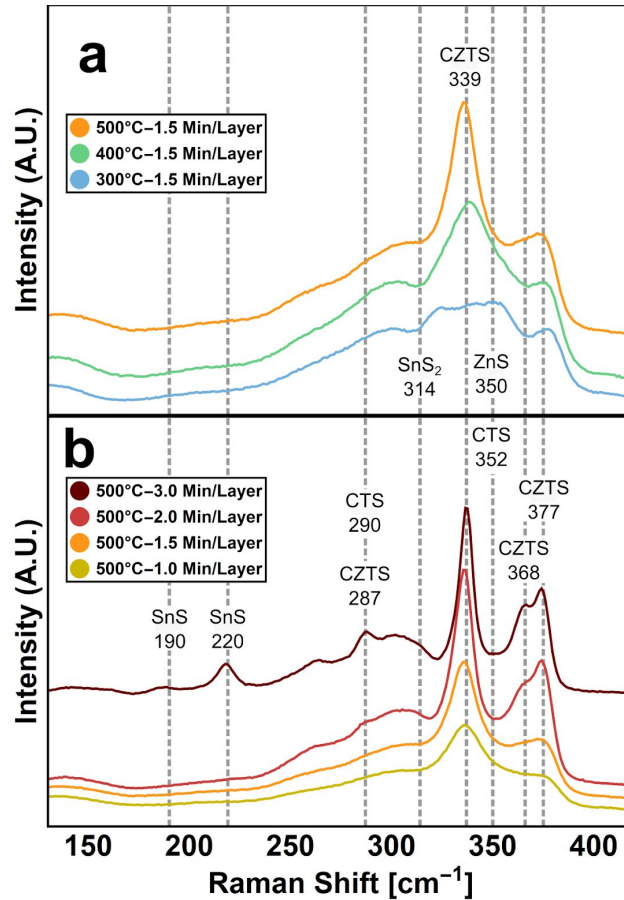 a
CZTS
339
500°C–1.5 Min/Layer
400°C–1.5 Min/Layer
300°C–1.5 Min/Layer
Intensity (A.U.)
SnS₂
314
ZnS
350
b
CTS
352
500°C–3.0 Min/Layer
500°C–2.0 Min/Layer
500°C–1.5 Min/Layer
500°C–1.0 Min/Layer
CTS
290
CZTS
377
CZTS
287
CZTS
368
SnS
190
SnS
220
Intensity (A.U.)
150 200 250 300 350 400
Raman Shift [cm⁻¹]